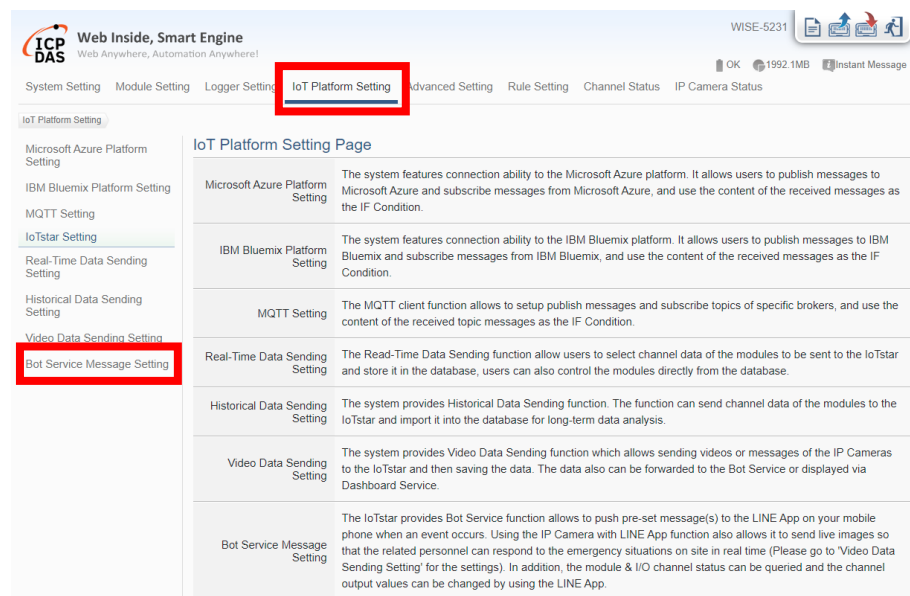 ICP DAS
Web Inside, Smart Engine
Web Anywhere, Automation Anywhere!
WISE-5231
OK 1992.1MB Instant Message
System Setting Module Setting Logger Setting IoT Platform Setting Advanced Setting Rule Setting Channel Status IP Camera Status
IoT Platform Setting
Microsoft Azure Platform
Setting
IBM Bluemix Platform Setting
MQTT Setting
IoTstar Setting
Real-Time Data Sending
Setting
Historical Data Sending
Setting
Video Data Sending Setting
Bot Service Message Setting
IoT Platform Setting Page
Microsoft Azure Platform
Setting
The system features connection ability to the Microsoft Azure platform. It allows users to publish messages to
Microsoft Azure and subscribe messages from Microsoft Azure, and use the content of the received messages as
the IF Condition.
IBM Bluemix Platform
Setting
The system features connection ability to the IBM Bluemix platform. It allows users to publish messages to IBM
Bluemix and subscribe messages from IBM Bluemix, and use the content of the received messages as the IF
Condition.
MQTT Setting
The MQTT client function allows to setup publish messages and subscribe topics of specific brokers, and use the
content of the received topic messages as the IF Condition.
Real-Time Data Sending
Setting
The Read-Time Data Sending function allow users to select channel data of the modules to be sent to the IoTstar
and store it in the database, users can also control the modules directly from the database.
Historical Data Sending
Setting
The system provides Historical Data Sending function. The function can send channel data of the modules to the
IoTstar and import it into the database for long-term data analysis.
Video Data Sending
Setting
The system provides Video Data Sending function which allows sending videos or messages of the IP Cameras
to the IoTstar and then saving the data. The data also can be forwarded to the Bot Service or displayed via
Dashboard Service.
Bot Service Message
Setting
The IoTstar provides Bot Service function allows to push pre-set message(s) to the LINE App on your mobile
phone when an event occurs. Using the IP Camera with LINE App function also allows it to send live images so
that the related personnel can respond to the emergency situations on site in real time (Please go to 'Video Data
Sending Setting' for the settings). In addition, the module & I/O channel status can be queried and the channel
output values can be changed by using the LINE App.